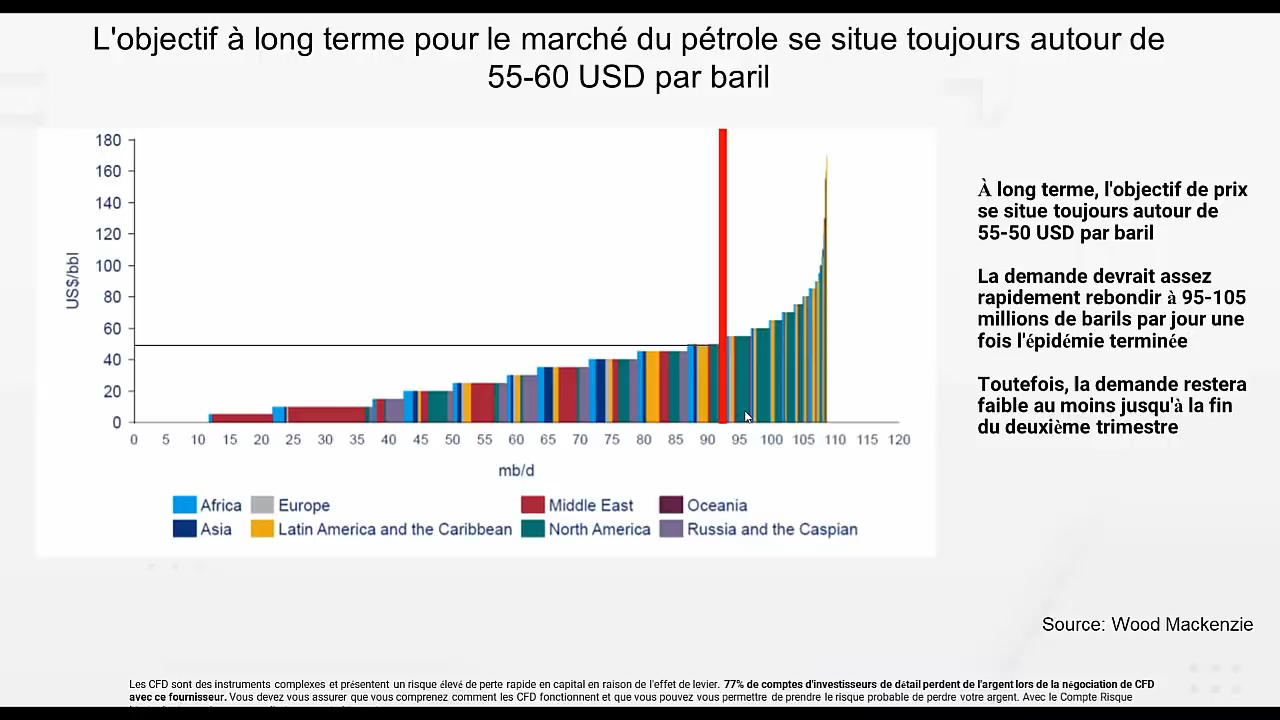 L'objectif à long terme pour le marché du pétrole se situe toujours autour de
55-60 USD par baril
180
160
140
120
100
80
60
40
20
0
US$/bbl
0 5 10 15 20 25 30 35 40 45 50 55 60 65 70 75 80 85 90 95 100 105 110 115 120
mb/d
Africa Europe Middle East Oceania
Asia Latin America and the Caribbean North America Russia and the Caspian
À long terme, l'objectif de prix
se situe toujours autour de
55-50 USD par baril
La demande devrait assez
rapidement rebondir à 95-105
millions de barils par jour une
fois l'épidémie terminée
Toutefois, la demande restera
faible au moins jusqu'à la fin
du deuxième trimestre
Source: Wood Mackenzie
Les CFD sont des instruments complexes et présentent un risque élevé de perte rapide en capital en raison de l'effet de levier. 77% de comptes d'investisseurs de détail perdent de l'argent lors de la négociation de CFD
avec ce fournisseur. Vous devez vous assurer que vous comprenez comment les CFD fonctionnent et que vous pouvez vous permettre de prendre le risque probable de perdre votre argent. Avec le Compte Risque